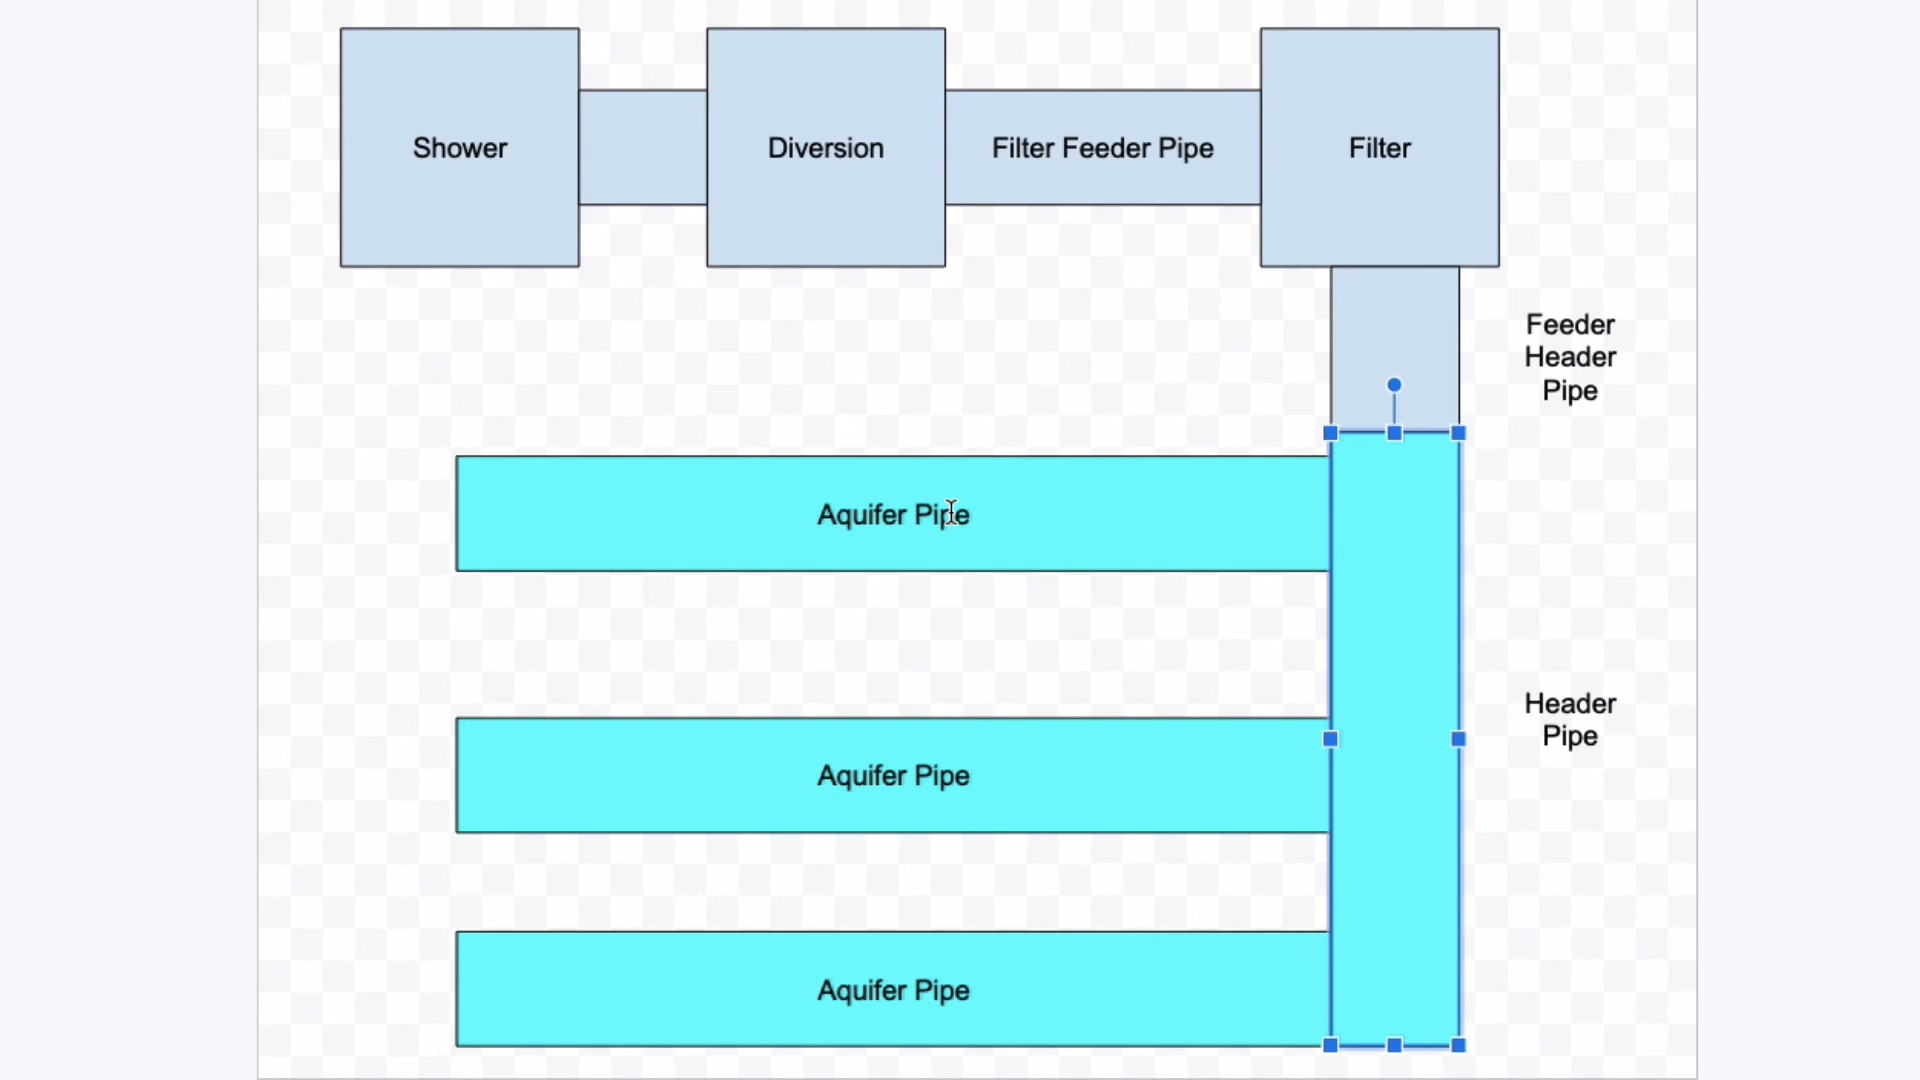 Shower
Diversion
Filter Feeder Pipe
Filter
Feeder
Header
Pipe
Aquifer Pipe
Header
Pipe
Aquifer Pipe
Aquifer Pipe